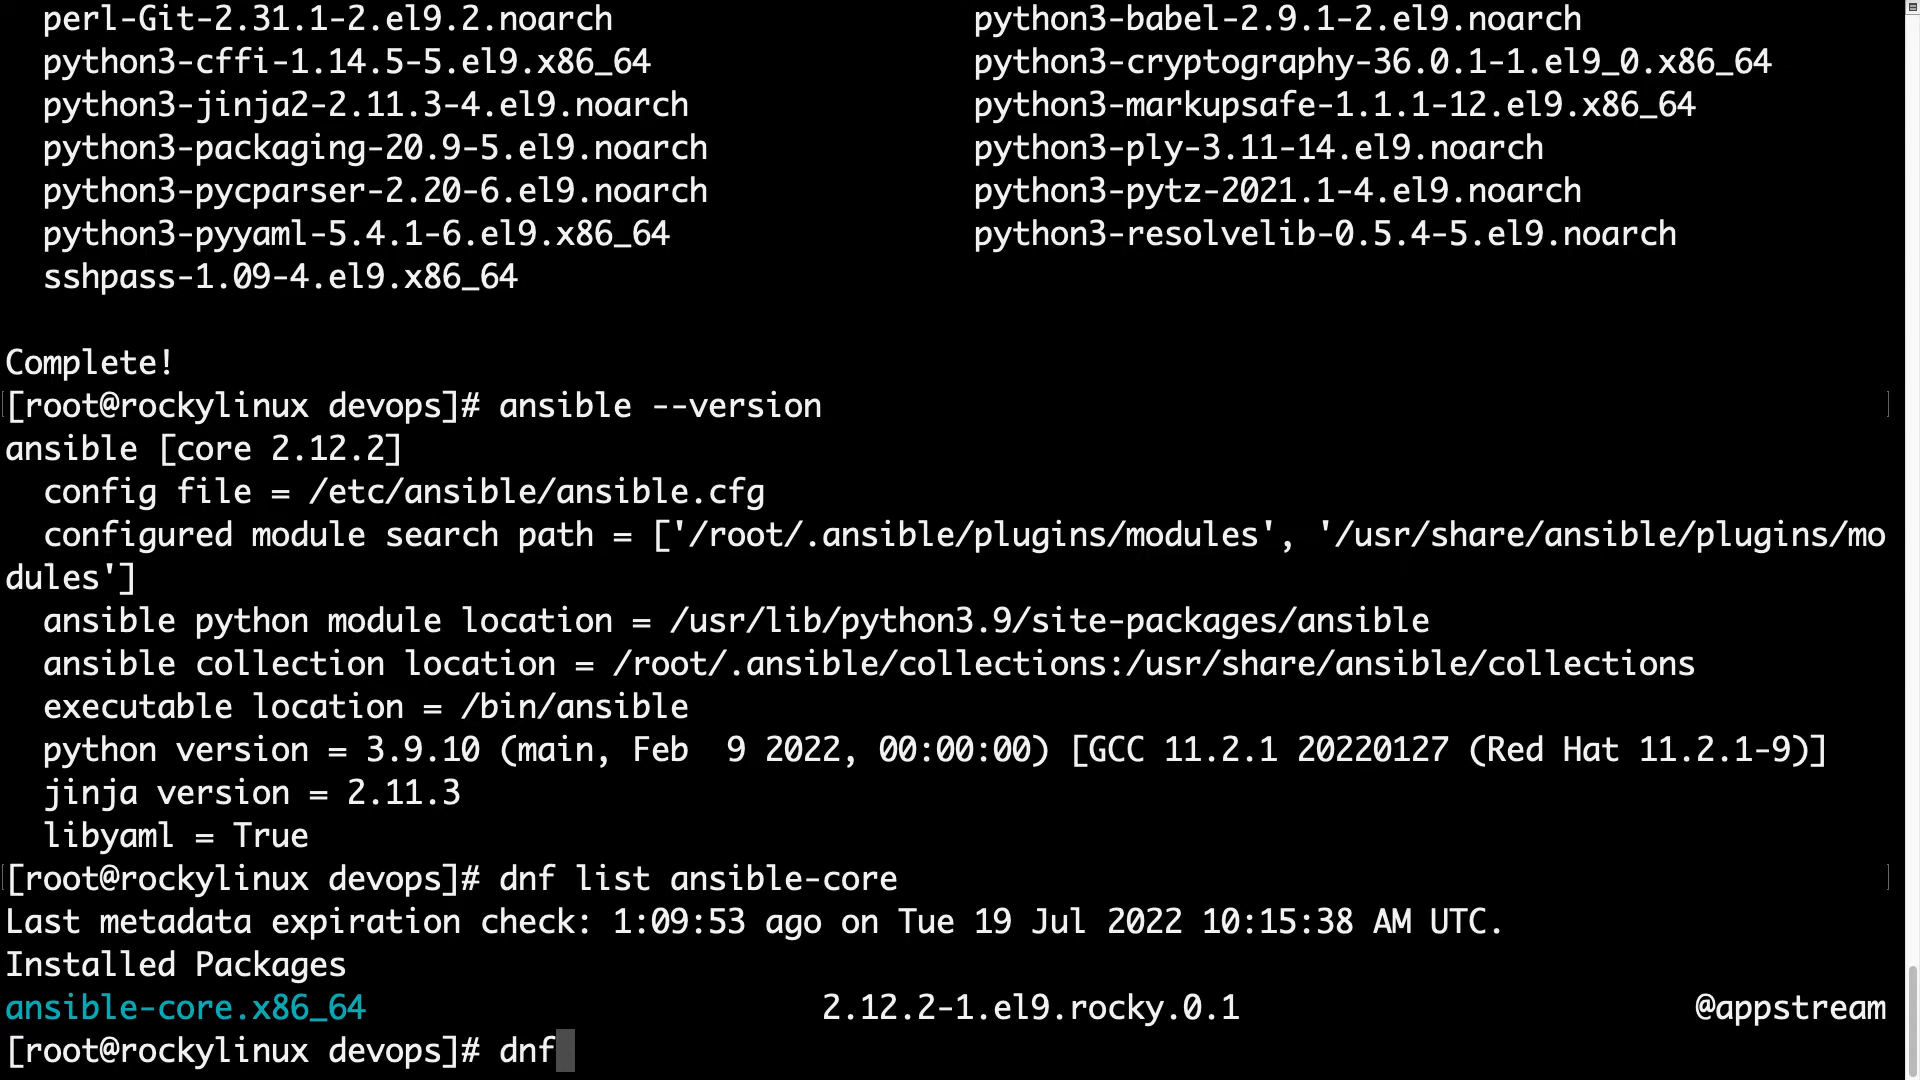 perl-Git-2.31.1-2.el9.2.noarch python3-babel-2.9.1-2.el9.noarch
python3-cffi-1.14.5-5.el9.x86_64 python3-cryptography-36.0.1-1.el9_0.x86_64
python3-jinja2-2.11.3-4.el9.noarch python3-markupsafe-1.1.1-12.el9.x86_64
python3-packaging-20.9-5.el9.noarch python3-ply-3.11-14.el9.noarch
python3-pycparser-2.20-6.el9.noarch python3-pytz-2021.1-4.el9.noarch
python3-pyyaml-5.4.1-6.el9.x86_64 python3-resolvelib-0.5.4-5.el9.noarch
sshpass-1.09-4.el9.x86_64
Complete!
[root@rockylinux devops]# ansible --version
ansible [core 2.12.2]
config file = /etc/ansible/ansible.cfg
configured module search path = ['/root/.ansible/plugins/modules', '/usr/share/ansible/plugins/mo
dules']
ansible python module location = /usr/lib/python3.9/site-packages/ansible
ansible collection location = /root/.ansible/collections:/usr/share/ansible/collections
executable location = /bin/ansible
python version = 3.9.10 (main, Feb  9 2022, 00:00:00) [GCC 11.2.1 20220127 (Red Hat 11.2.1-9)]
jinja version = 2.11.3
libyaml = True
[root@rockylinux devops]# dnf list ansible-core
Last metadata expiration check: 1:09:53 ago on Tue 19 Jul 2022 10:15:38 AM UTC.
Installed Packages
ansible-core.x86_64 2.12.2-1.el9.rocky.0.1 @appstream
[root@rockylinux devops]# dnf